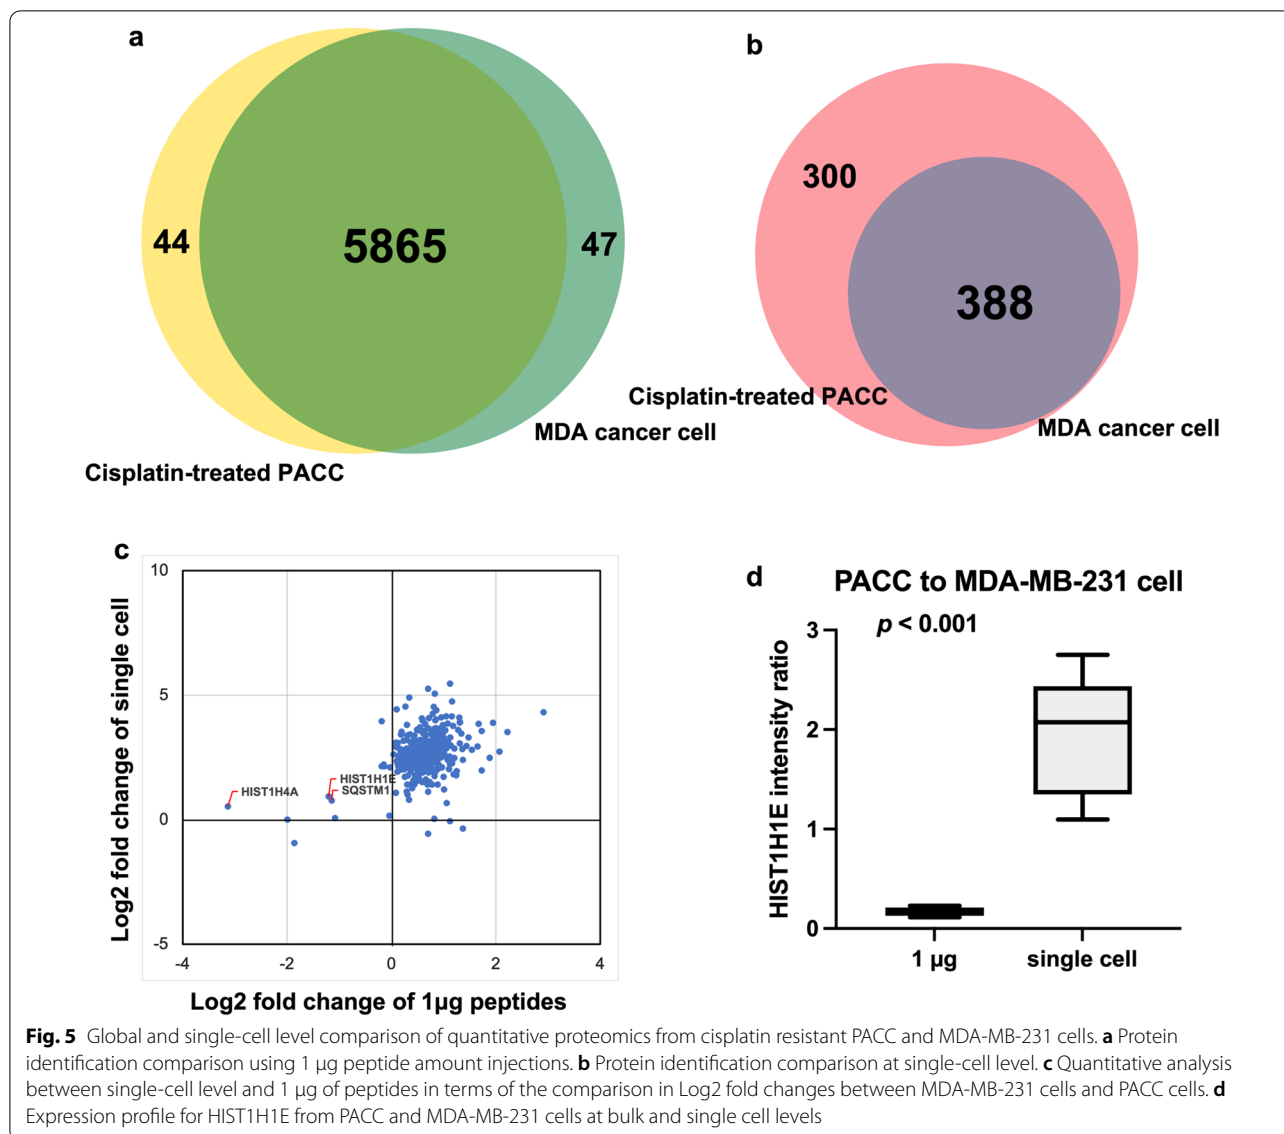 a
44
5865
47
MDA cancer cell
Cisplatin-treated PACC
b
300
388
Cisplatin-treated PACC
MDA cancer cell
c
Log2 fold change of single cell
10
5
0
-5
HIST1H4A
HIST1H1E
SQSTM1
-4
-2
0
2
4
Log2 fold change of 1µg peptides
d
PACC to MDA-MB-231 cell
p < 0.001
HIST1H1E intensity ratio
3
2
1
0
1 µg
single cell
Fig. 5 Global and single-cell level comparison of quantitative proteomics from cisplatin resistant PACC and MDA-MB-231 cells. a Protein
identification comparison using 1 µg peptide amount injections. b Protein identification comparison at single-cell level. c Quantitative analysis
between single-cell level and 1 µg of peptides in terms of the comparison in Log2 fold changes between MDA-MB-231 cells and PACC cells. d
Expression profile for HIST1H1E from PACC and MDA-MB-231 cells at bulk and single cell levels